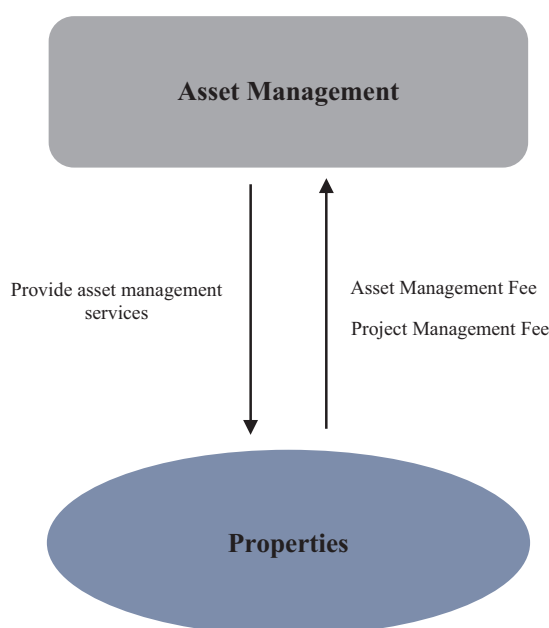 Asset Management
Provide asset management
services
Asset Management Fee
Project Management Fee
Properties